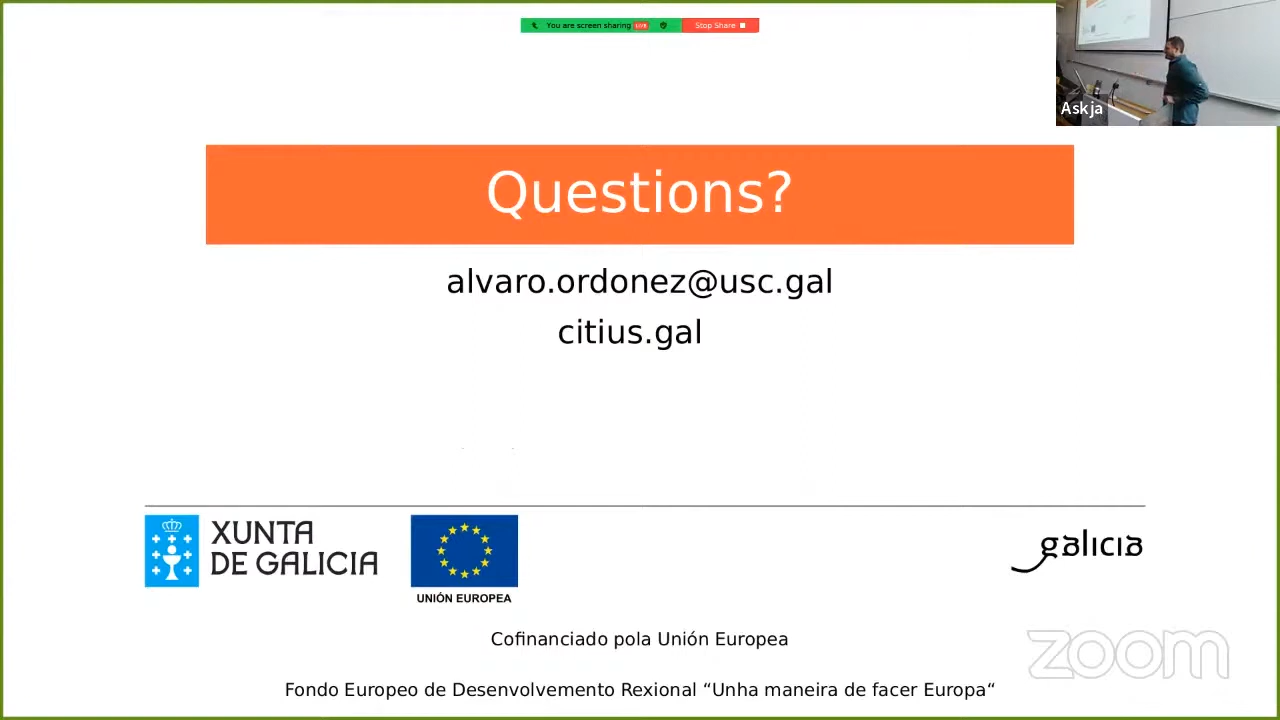 You are screen sharing LIVE Stop Share
Askja
Questions?
alvaro.ordonez@usc.gal
citius.gal
XUNTA
DE GALICIA
UNIÓN EUROPEA
galicia
Cofinanciado pola Unión Europea
zoom
Fondo Europeo de Desenvolvemento Rexional “Unha maneira de facer Europa“